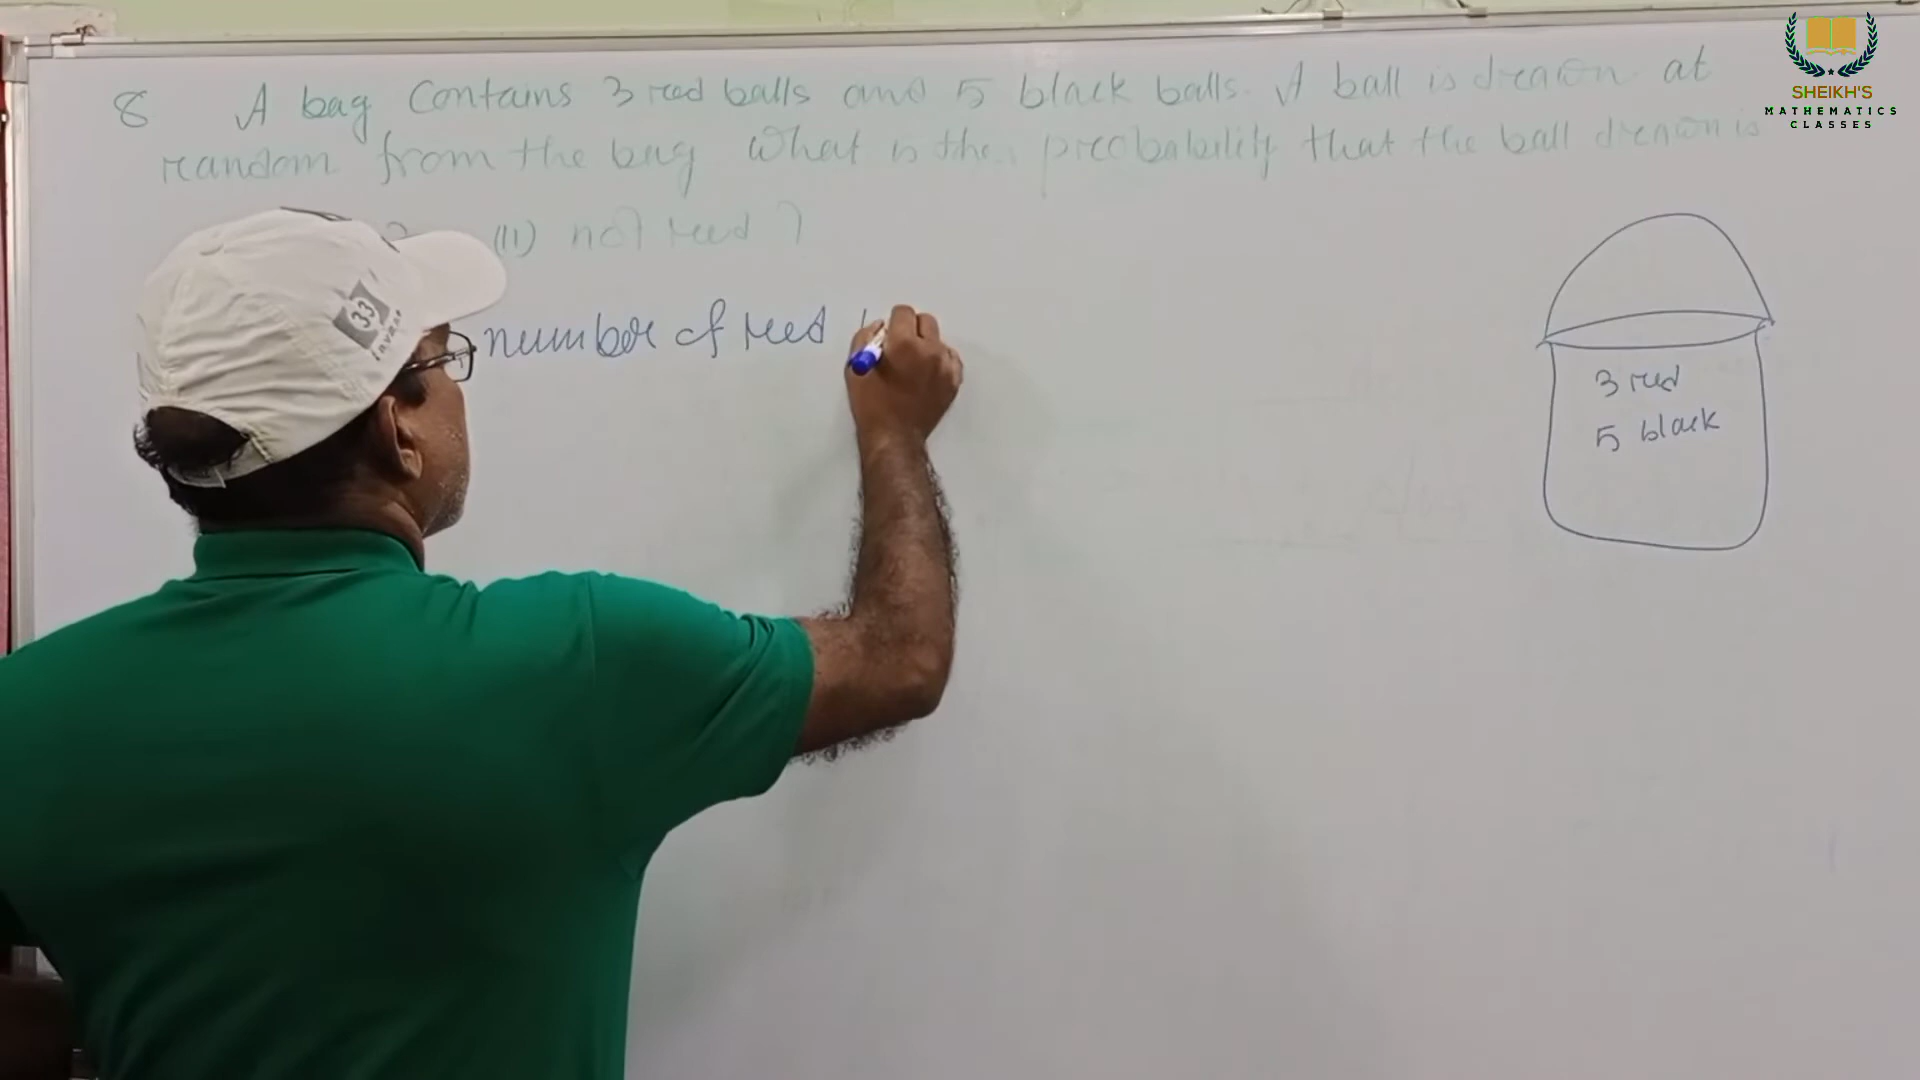 8 A bag contains 3 red balls and 5 black balls. A ball is drawn at
random from the bag What is the probability that the ball drawn is
(ii) not red ?
number of red
3 red
5 black
33
SHEIKH'S
MATHEMATICS
CLASSES